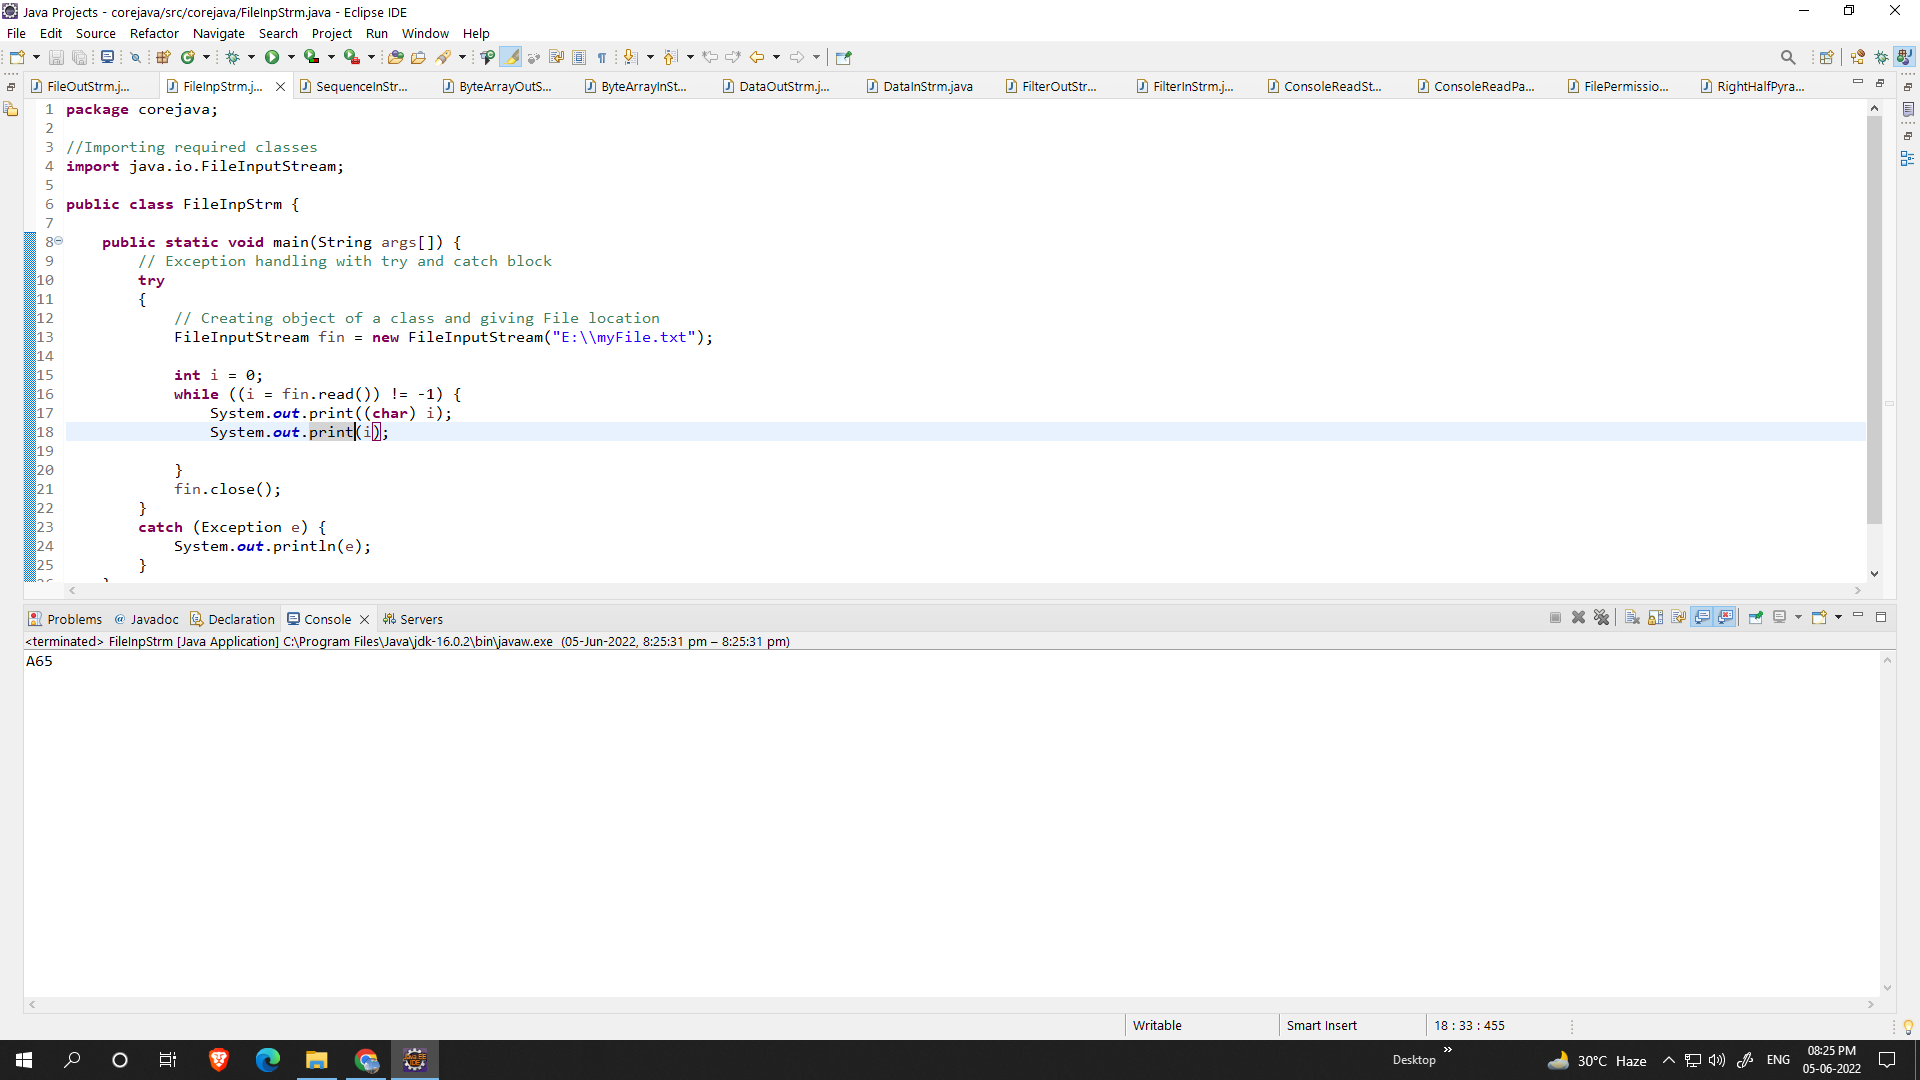 Java Projects - corejava/src/corejava/FileInpStrm.java - Eclipse IDE
File Edit Source Refactor Navigate Search Project Run Window Help
FileOutStrm.j... FileInpStrm.j... SequenceInStr... ByteArrayOutS... ByteArrayInSt... DataOutStrm.j... DataInStrm.java FilterOutStr... FilterInStrm.j... ConsoleReadSt... ConsoleReadPa... FilePermissio... RightHalfPyra...
1 package corejava;
2
3 //Importing required classes
4 import java.io.FileInputStream;
5
6 public class FileInpStrm {
7
8 public static void main(String args[]) {
9 // Exception handling with try and catch block
10 try
11 {
12 // Creating object of a class and giving File location
13 FileInputStream fin = new FileInputStream("E:\\myFile.txt");
14
15 int i = 0;
16 while ((i = fin.read()) != -1) {
17 System.out.print((char) i);
18 System.out.print(i);
19
20 }
21 fin.close();
22 }
23 catch (Exception e) {
24 System.out.println(e);
25 }
Problems Javadoc Declaration Console Servers
<terminated> FileInpStrm [Java Application] C:\Program Files\Java\jdk-16.0.2\bin\javaw.exe (05-Jun-2022, 8:25:31 pm – 8:25:31 pm)
A65
Writable Smart Insert 18 : 33 : 455
Desktop 30°C Haze ENG 08:25 PM
05-06-2022